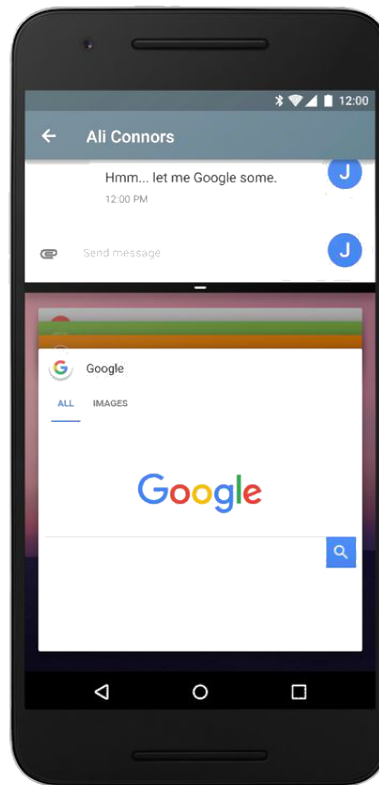 12:00
Ali Connors
Hmm... let me Google some.
J
12:00 PM
Send message
J
Google
ALL IMAGES
Google